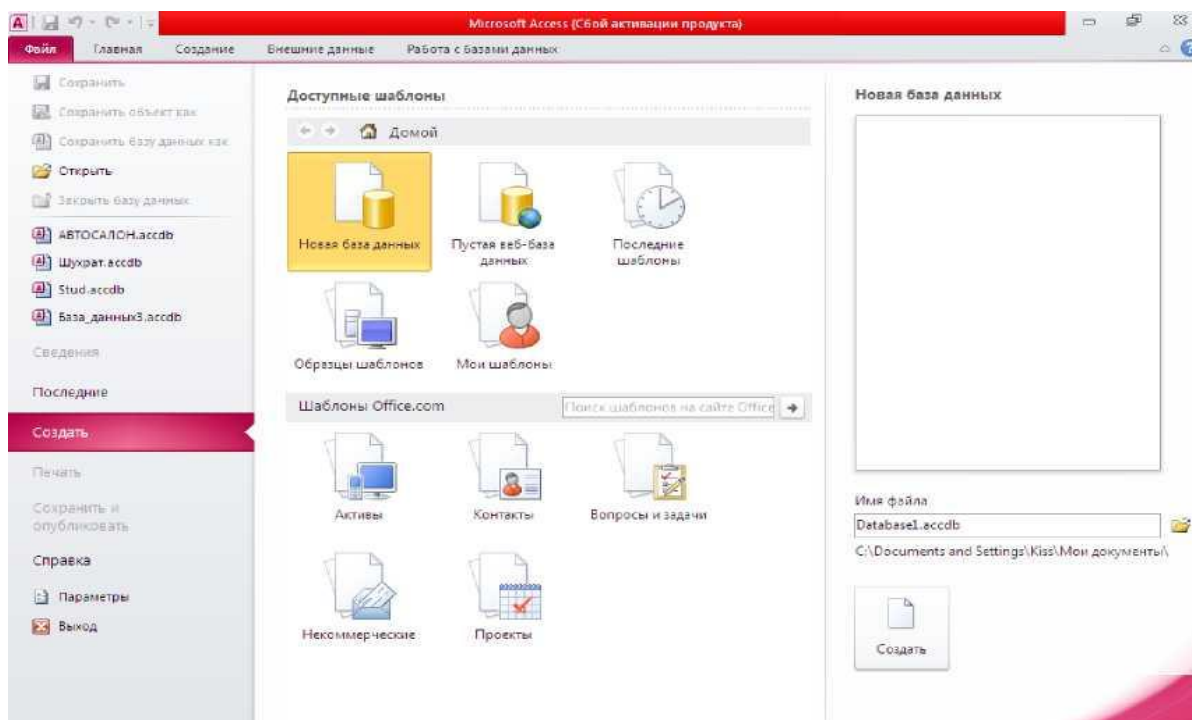 Microsoft Access (Сбой активации продукта)
Файл Главная Создание Внешние данные Работа с базами данных
Сохранить
Сохранить объект как
Сохранить базу данных как
Открыть
Закрыть базу данных
АВТОСАЛОН.accdb
Шухрат.accdb
Stud.accdb
База_данных3.accdb
Сведения
Последние
Создать
Печать
Сохранить и
опубликовать
Справка
Параметры
Выход
Доступные шаблоны
Домой
Новая база данных
Пустая веб-база
данных
Последние
шаблоны
Образцы шаблонов
Мои шаблоны
Шаблоны Office.com
Поиск шаблонов на сайте Office
Активы
Контакты
Вопросы и задачи
Некоммерческие
Проекты
Новая база данных
Имя файла
Database1.accdb
C:\Documents and Settings\Kiss\Мои документы\
Создать